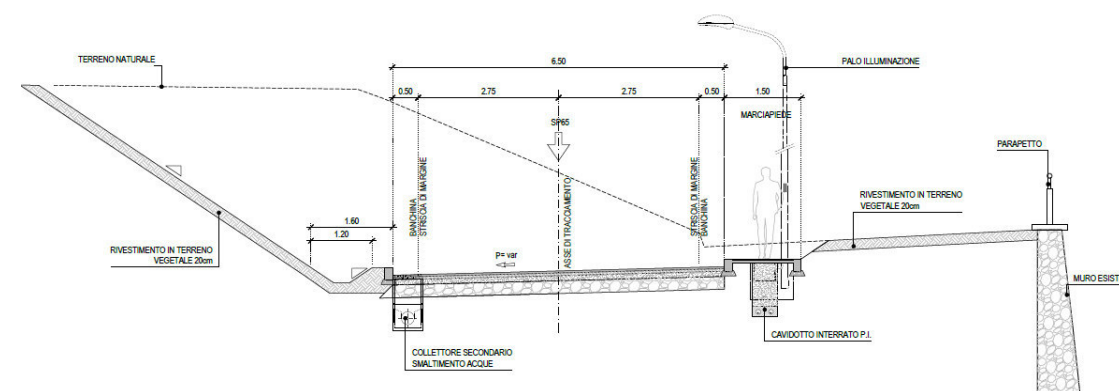 TERRENO NATURALE
6.50
PALO ILLUMINAZIONE
0.50
2.75
2.75
0.50
1.50
MARCIAPIEDE
SP65
PARAPETTO
BANCHINA
STRISCIA DI MARGINE
ASSE DI TRACCIAMENTO
STRISCIA DI MARGINE
BANCHINA
RIVESTIMENTO IN TERRENO
VEGETALE 20cm
1.60
1.20
RIVESTIMENTO IN TERRENO
VEGETALE 20cm
P= var
MURO ESIST
CAVIDOTTO INTERRATO P.I.
COLLETTORE SECONDARIO
SMALTIMENTO ACQUE